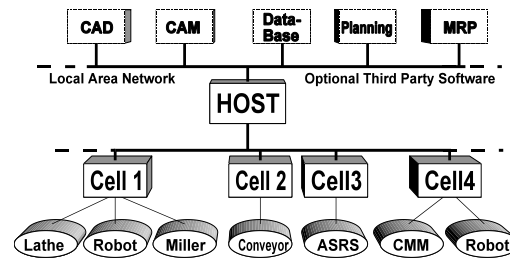 CAD
CAM
Data-
Base
Planning
MRP
Local Area Network
Optional Third Party Software
HOST
Cell 1
Cell 2
Cell3
Cell4
Lathe
Robot
Miller
Conveyor
ASRS
CMM
Robot